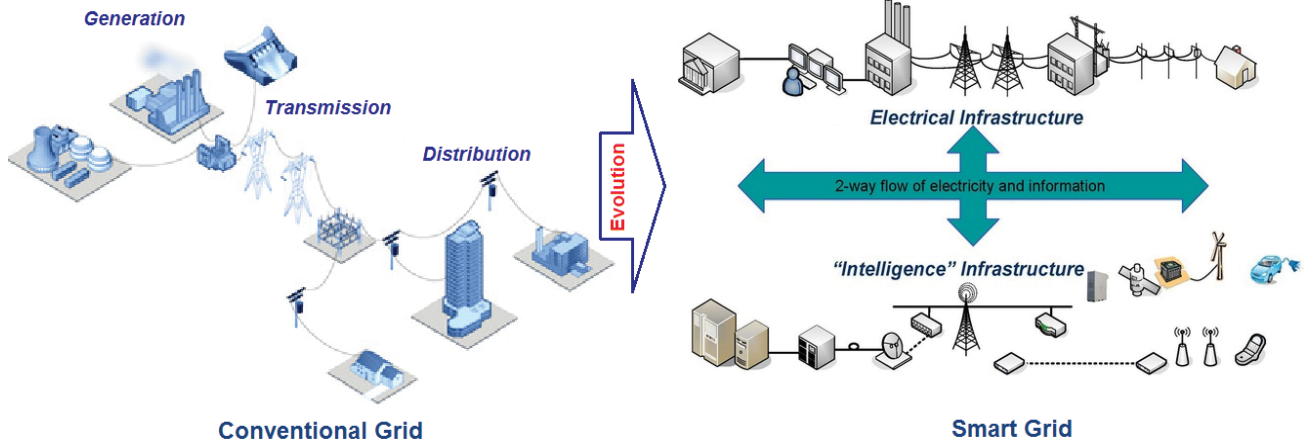 Generation
Transmission
Distribution
Conventional Grid
Evolution
Electrical Infrastructure
2-way flow of electricity and information
“Intelligence” Infrastructure
Smart Grid